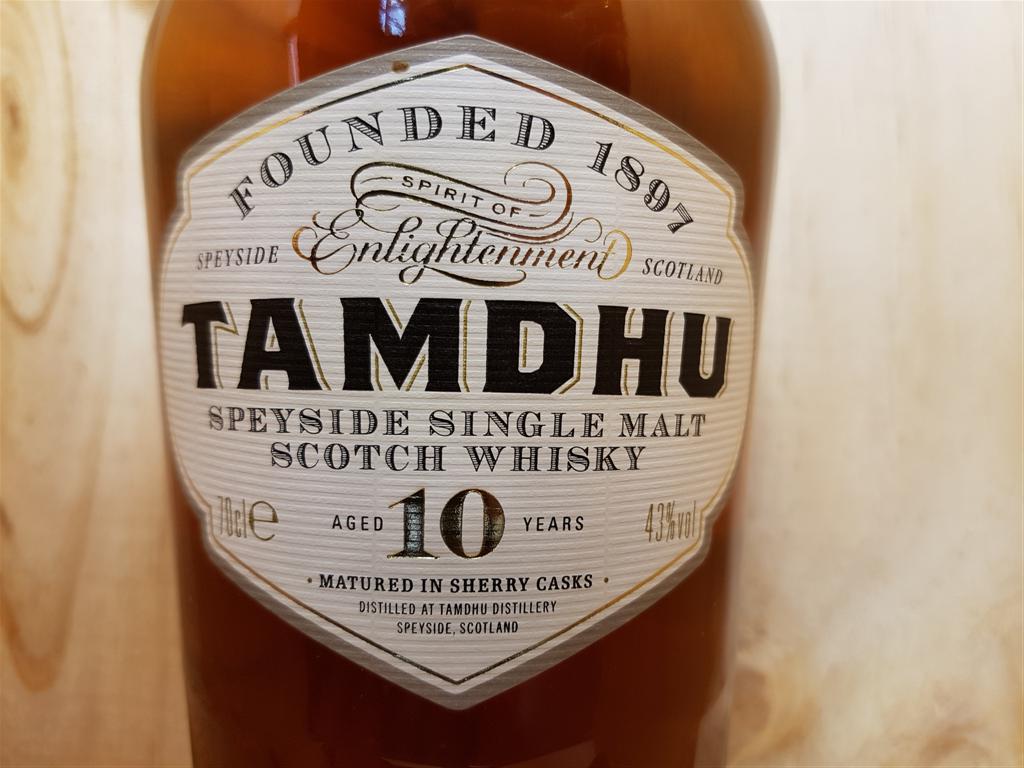 FOUNDED 1897
SPIRIT OF
Enlightenment
SPEYSIDE
SCOTLAND
TAMDHU
SPEYSIDE SINGLE MALT
SCOTCH WHISKY
70cl e
AGED 10 YEARS
43%vol
• MATURED IN SHERRY CASKS •
DISTILLED AT TAMDHU DISTILLERY
SPEYSIDE, SCOTLAND